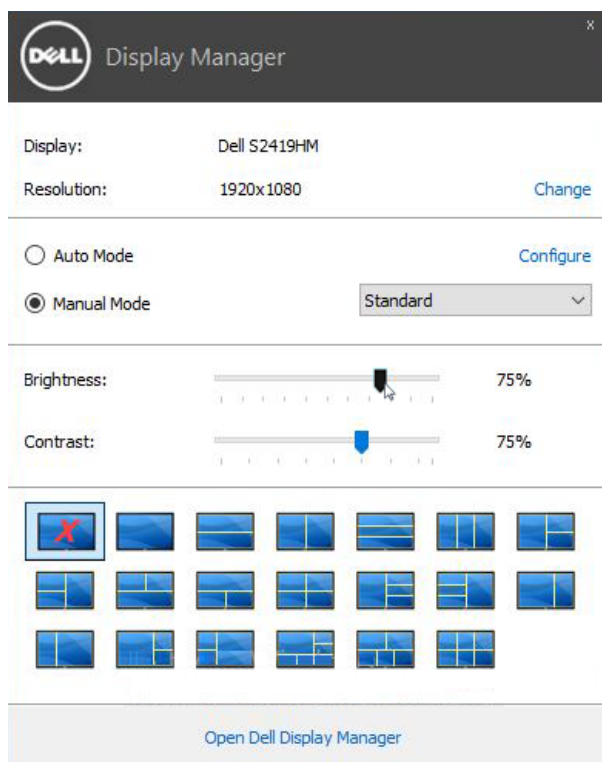 x
DELL Display Manager
Display: Dell S2419HM
Resolution: 1920x1080 Change
Auto Mode Configure
Manual Mode Standard
Brightness: 75%
Contrast: 75%
Open Dell Display Manager